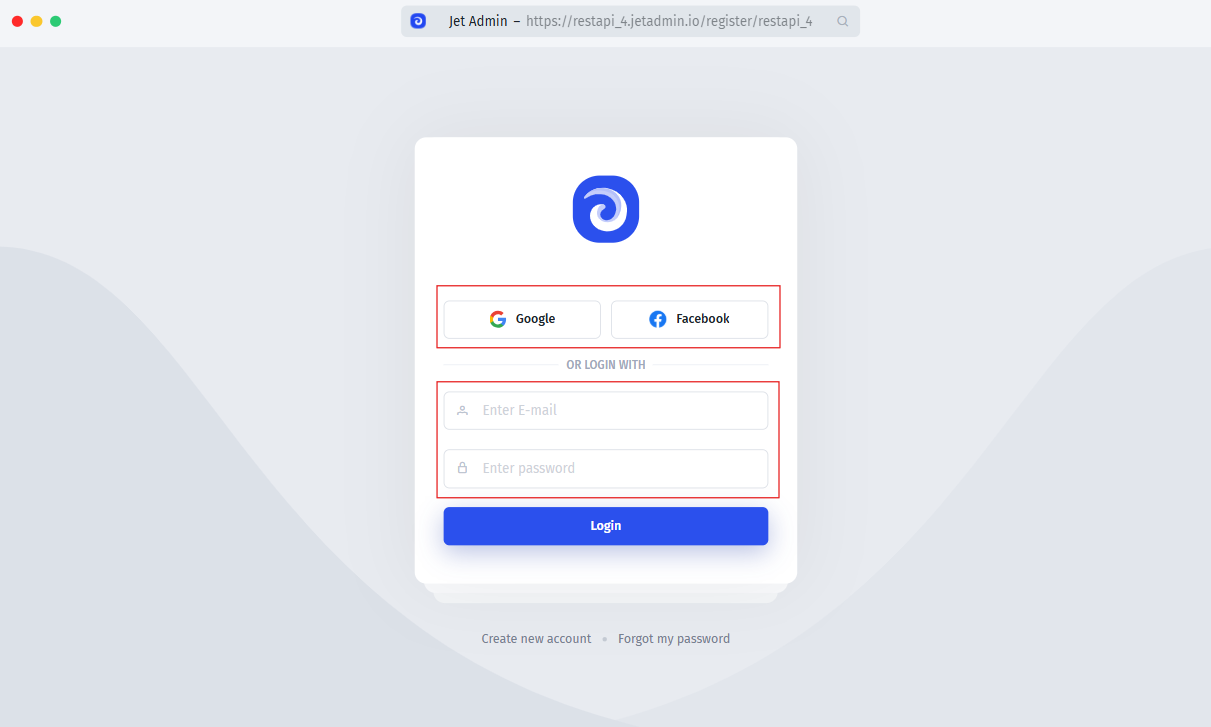 Jet Admin – https://restapi_4.jetadmin.io/register/restapi_4
Google
Facebook
OR LOGIN WITH
Enter E-mail
Enter password
Login
Create new account • Forgot my password